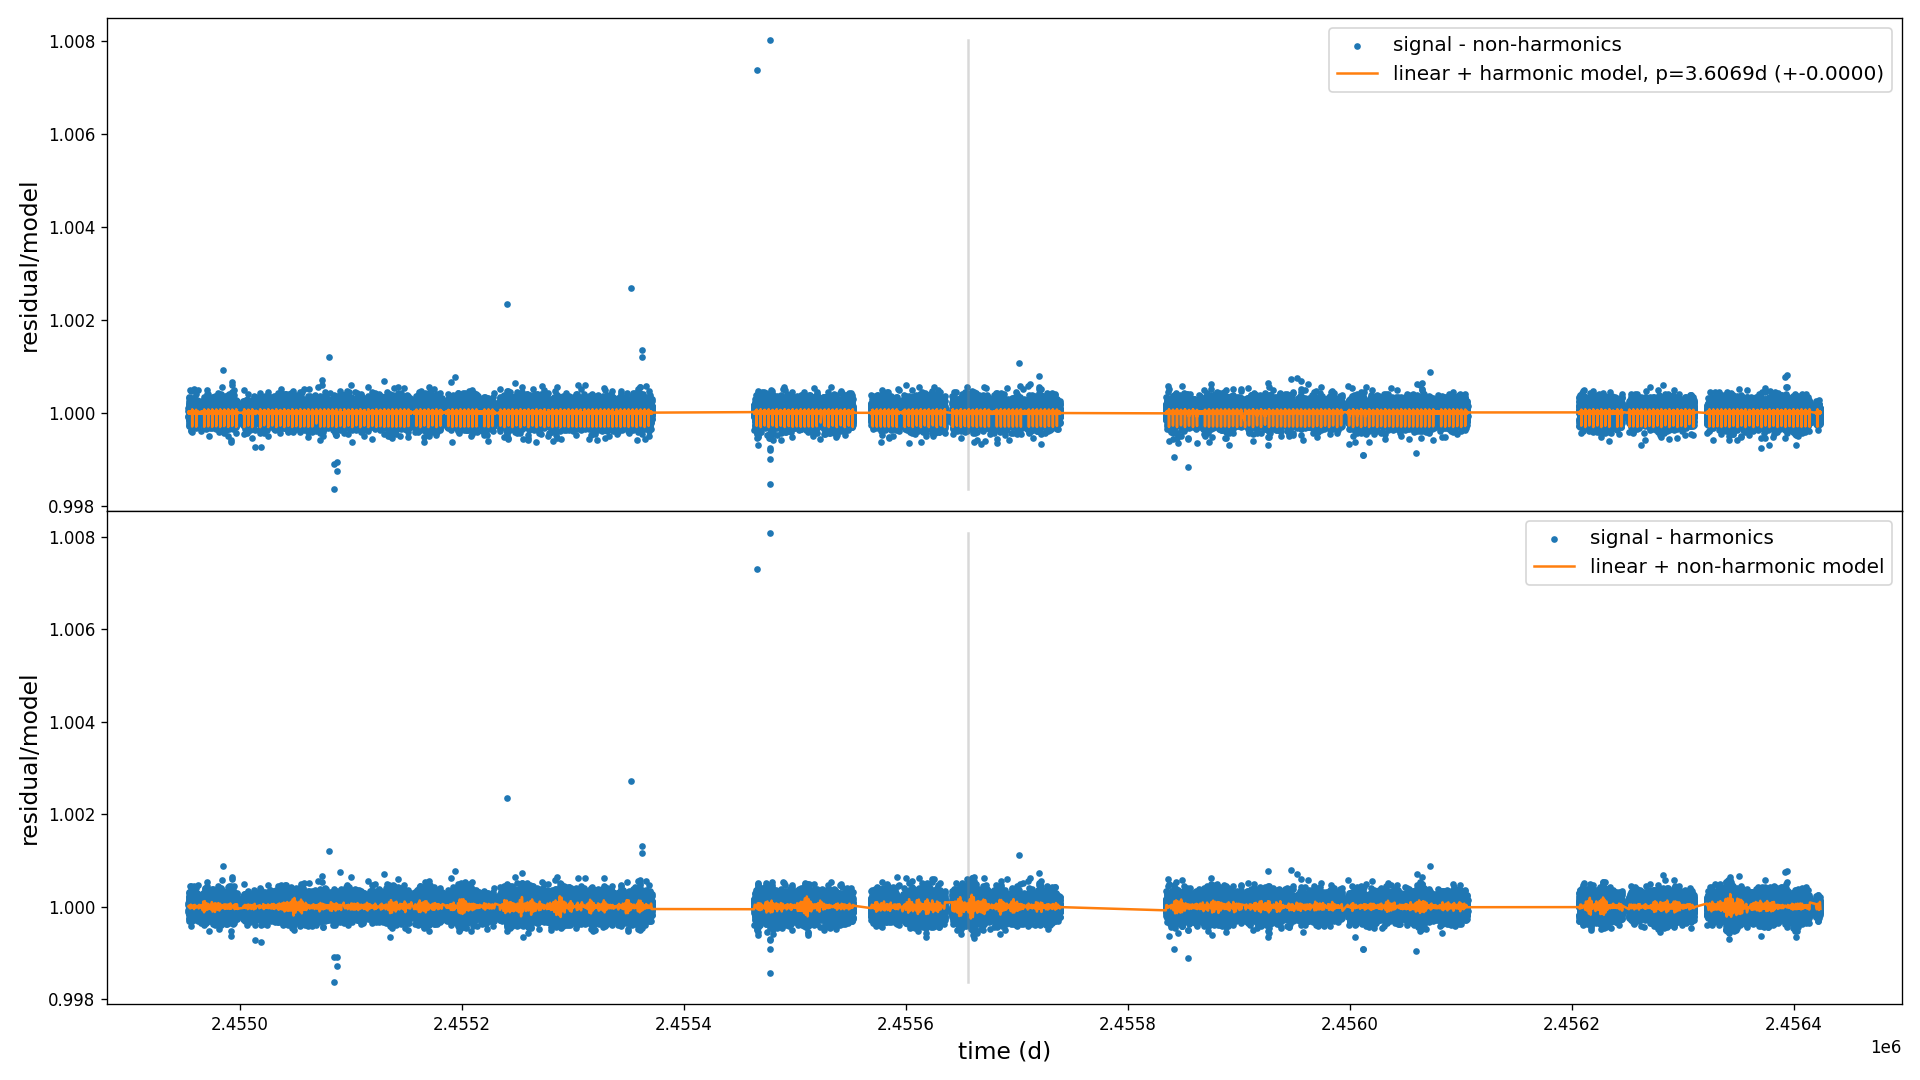 1.008
1.006
1.004
1.002
1.000
0.998
residual/model
signal - non-harmonics
linear + harmonic model, p=3.6069d (+-0.0000)
1.008
1.006
1.004
1.002
1.000
0.998
residual/model
signal - harmonics
linear + non-harmonic model
2.4550 2.4552 2.4554 2.4556 2.4558 2.4560 2.4562 2.4564
time (d)
1e6